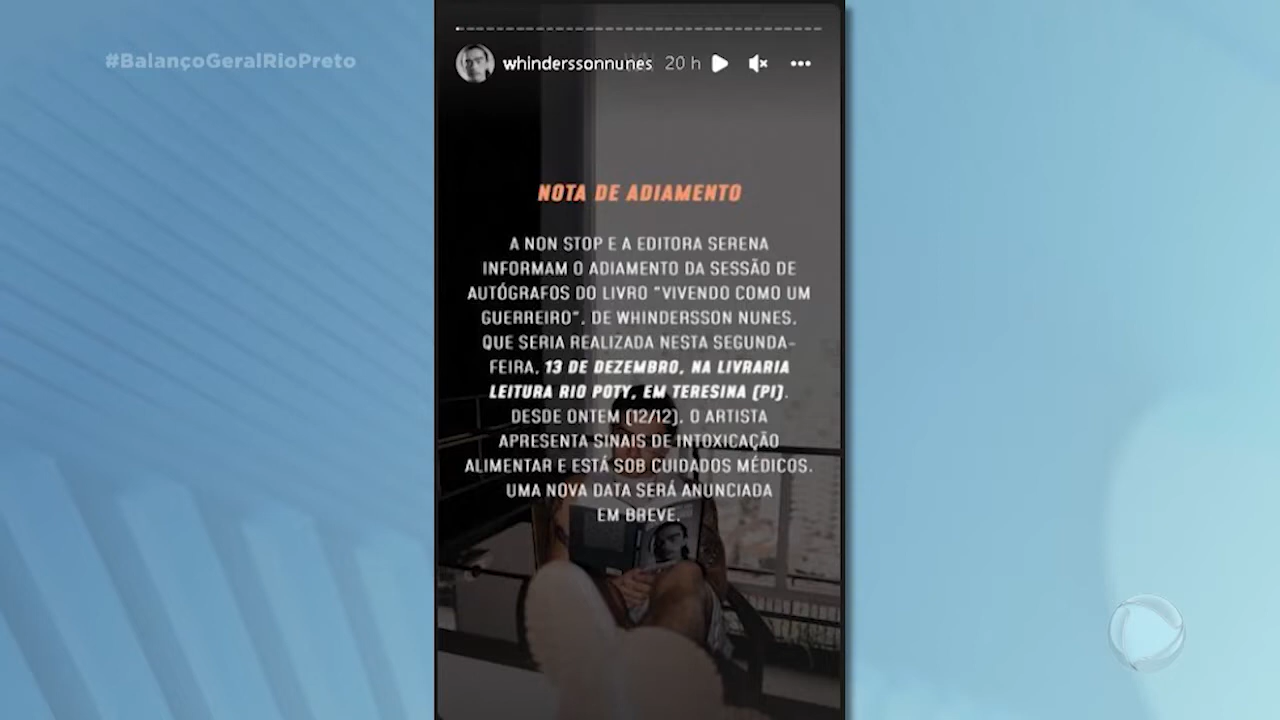 #BalançoGeralRioPreto
whinderssonnunes 20 h
NOTA DE ADIAMENTO
A NON STOP E A EDITORA SERENA
INFORMAM O ADIAMENTO DA SESSÃO DE
AUTÓGRAFOS DO LIVRO "VIVENDO COMO UM
GUERREIRO", DE WHINDERSSON NUNES,
QUE SERIA REALIZADA NESTA SEGUNDA-
FEIRA, 13 DE DEZEMBRO, NA LIVRARIA
LEITURA RIO POTY, EM TERESINA (PI).
DESDE ONTEM (12/12), O ARTISTA
APRESENTA SINAIS DE INTOXICAÇÃO
ALIMENTAR E ESTÁ SOB CUIDADOS MÉDICOS.
UMA NOVA DATA SERÁ ANUNCIADA
EM BREVE.